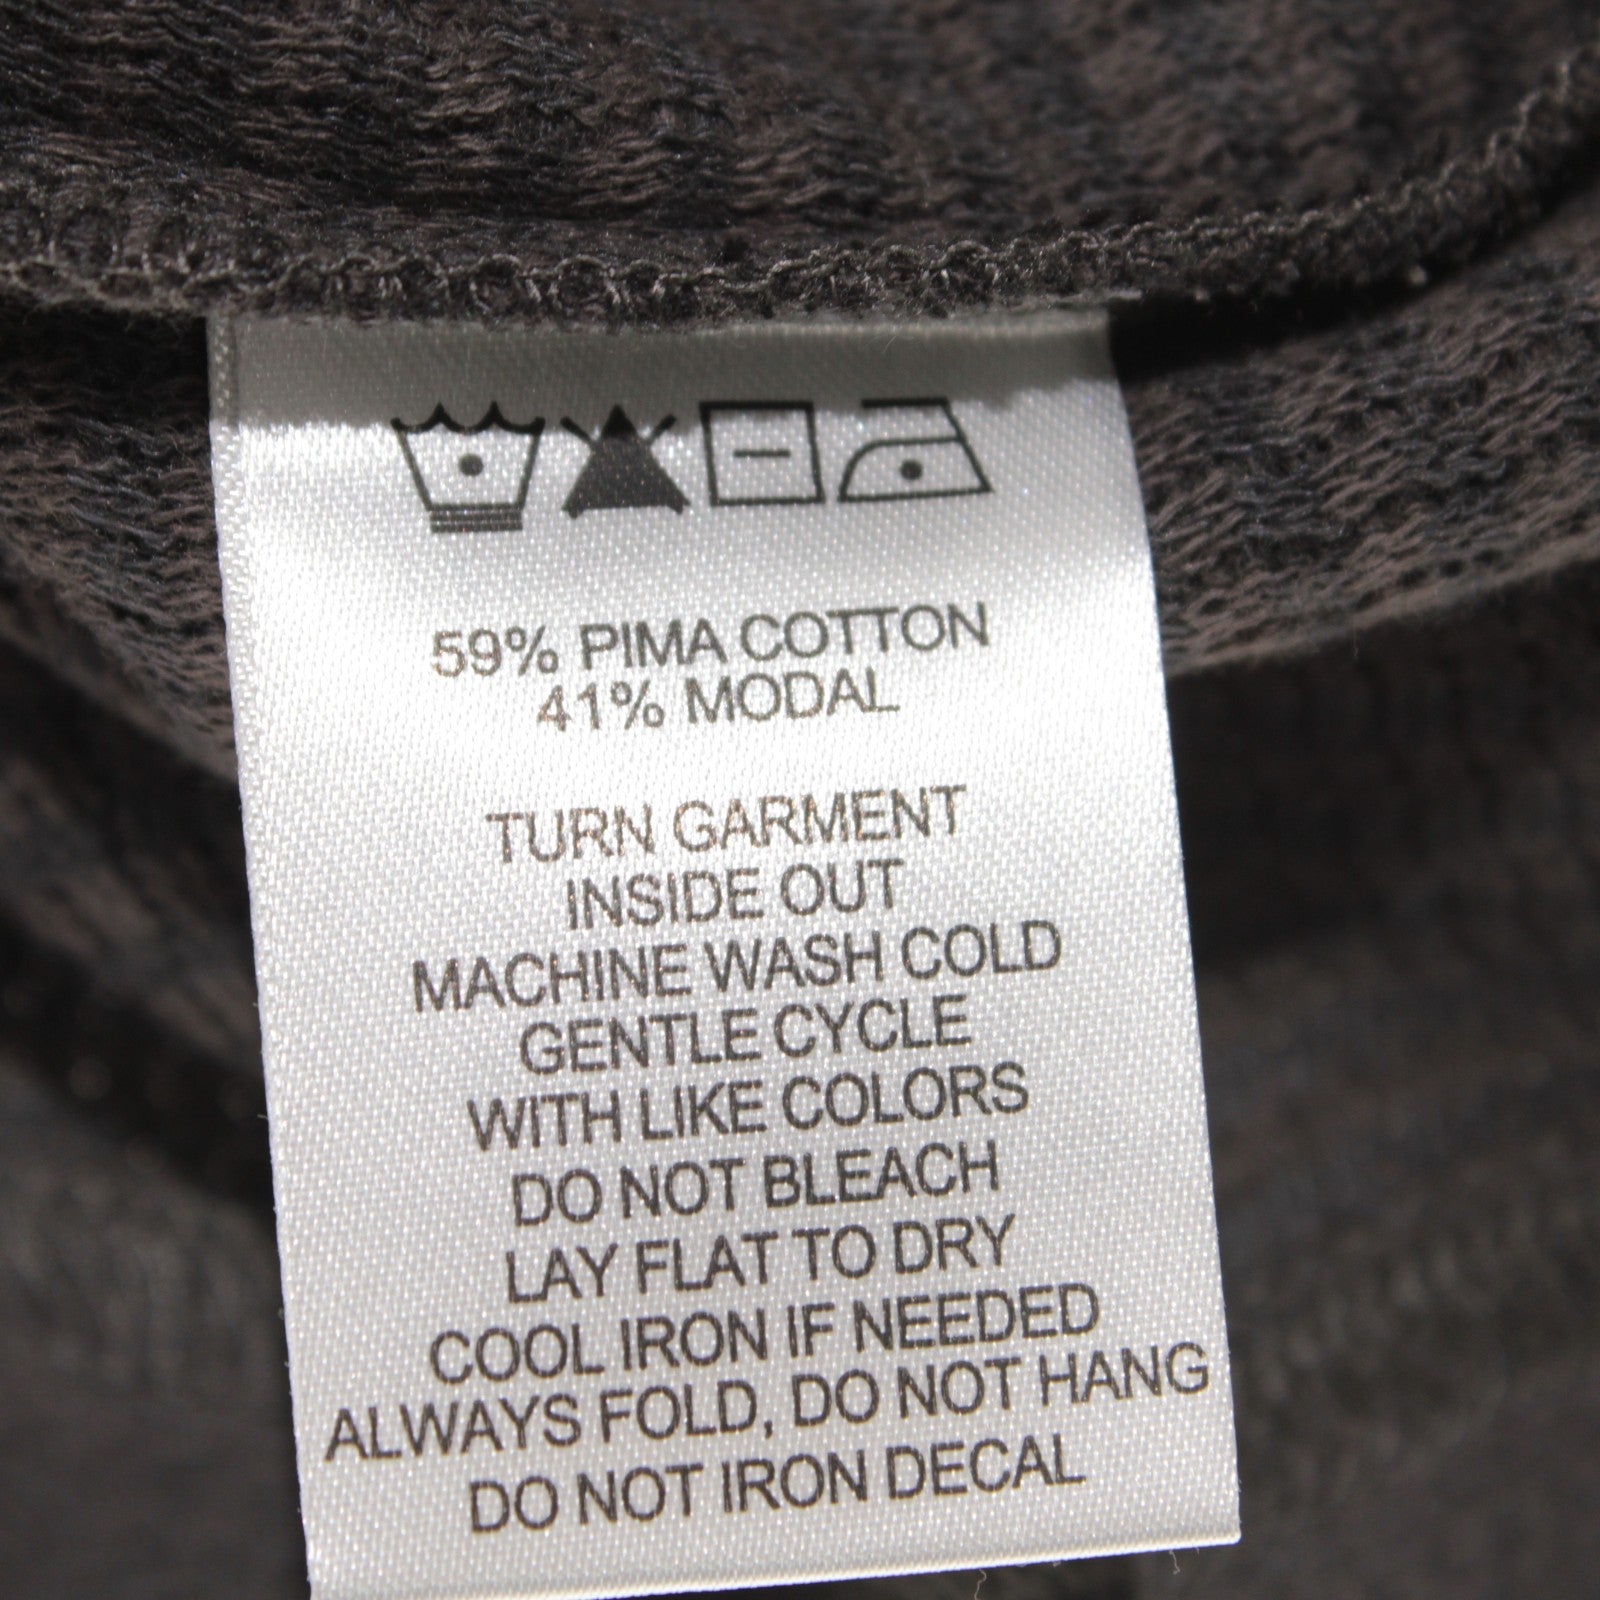 59% PIMA COTTON
41% MODAL
TURN GARMENT
INSIDE OUT
MACHINE WASH COLD
GENTLE CYCLE
WITH LIKE COLORS
DO NOT BLEACH
LAY FLAT TO DRY
COOL IRON IF NEEDED
ALWAYS FOLD, DO NOT HANG
DO NOT IRON DECAL